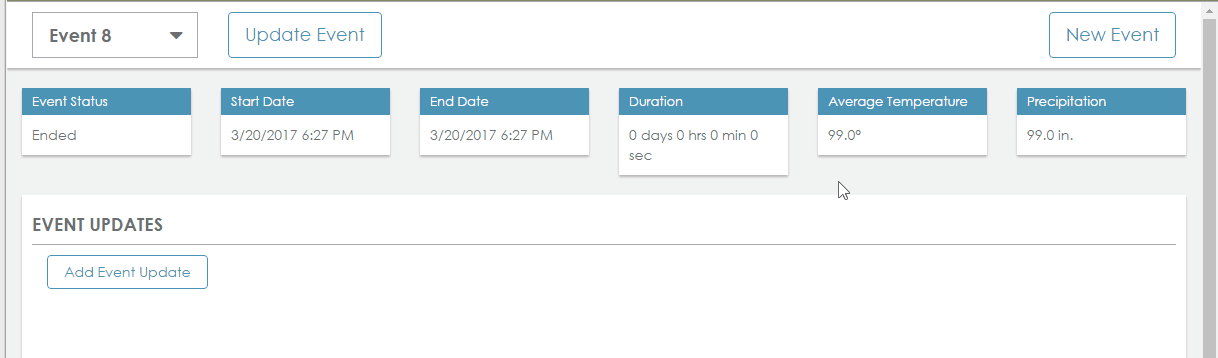 Event 8
Update Event
New Event
Event Status
Start Date
End Date
Duration
Average Temperature
Precipitation
Ended
3/20/2017 6:27 PM
3/20/2017 6:27 PM
0 days 0 hrs 0 min 0
sec
99.0°
99.0 in.
EVENT UPDATES
Add Event Update